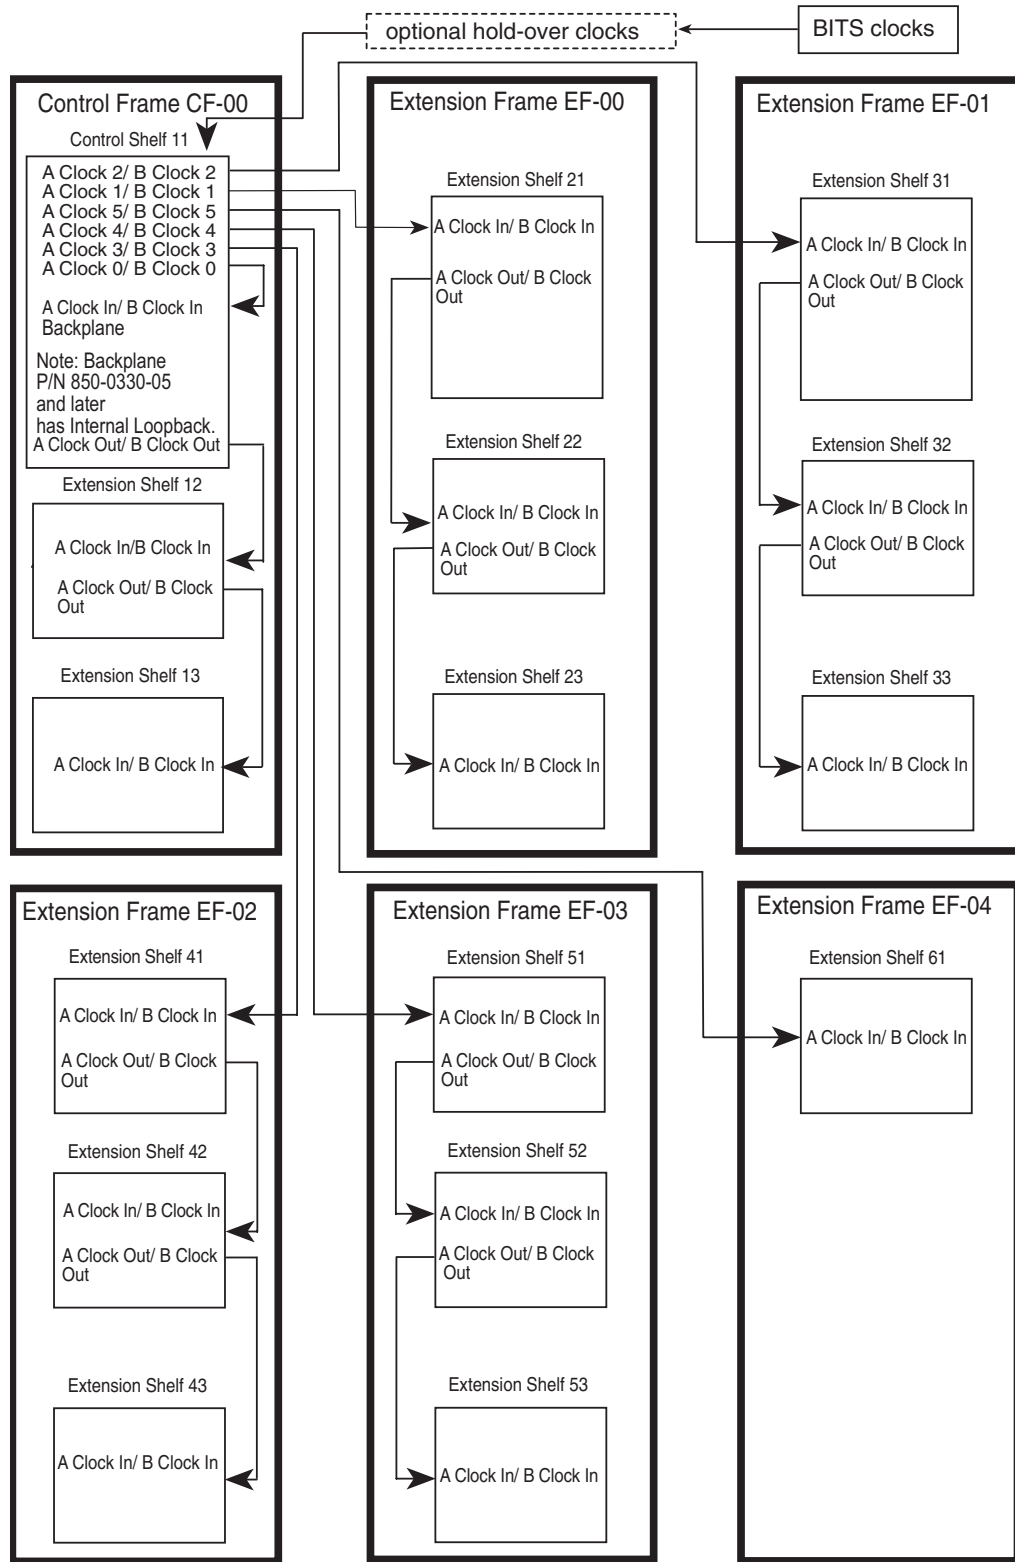 optional hold-over clocks
BITS clocks
Control Frame CF-00
Control Shelf 11
A Clock 2/ B Clock 2
A Clock 1/ B Clock 1
A Clock 5/ B Clock 5
A Clock 4/ B Clock 4
A Clock 3/ B Clock 3
A Clock 0/ B Clock 0
A Clock In/ B Clock In
Backplane
Note: Backplane
P/N 850-0330-05
and later
has Internal Loopback.
A Clock Out/ B Clock Out
Extension Shelf 12
A Clock In/B Clock In
A Clock Out/ B Clock
Out
Extension Shelf 13
A Clock In/ B Clock In
Extension Frame EF-00
Extension Shelf 21
A Clock In/ B Clock In
A Clock Out/ B Clock
Out
Extension Shelf 22
A Clock In/ B Clock In
A Clock Out/ B Clock
Out
Extension Shelf 23
A Clock In/ B Clock In
Extension Frame EF-01
Extension Shelf 31
A Clock In/ B Clock In
A Clock Out/ B Clock
Out
Extension Shelf 32
A Clock In/ B Clock In
A Clock Out/ B Clock
Out
Extension Shelf 33
A Clock In/ B Clock In
Extension Frame EF-02
Extension Shelf 41
A Clock In/ B Clock In
A Clock Out/ B Clock
Out
Extension Shelf 42
A Clock In/ B Clock In
A Clock Out/ B Clock
Out
Extension Shelf 43
A Clock In/ B Clock In
Extension Frame EF-03
Extension Shelf 51
A Clock In/ B Clock In
A Clock Out/ B Clock
Out
Extension Shelf 52
A Clock In/ B Clock In
A Clock Out/ B Clock
Out
Extension Shelf 53
A Clock In/ B Clock In
Extension Frame EF-04
Extension Shelf 61
A Clock In/ B Clock In